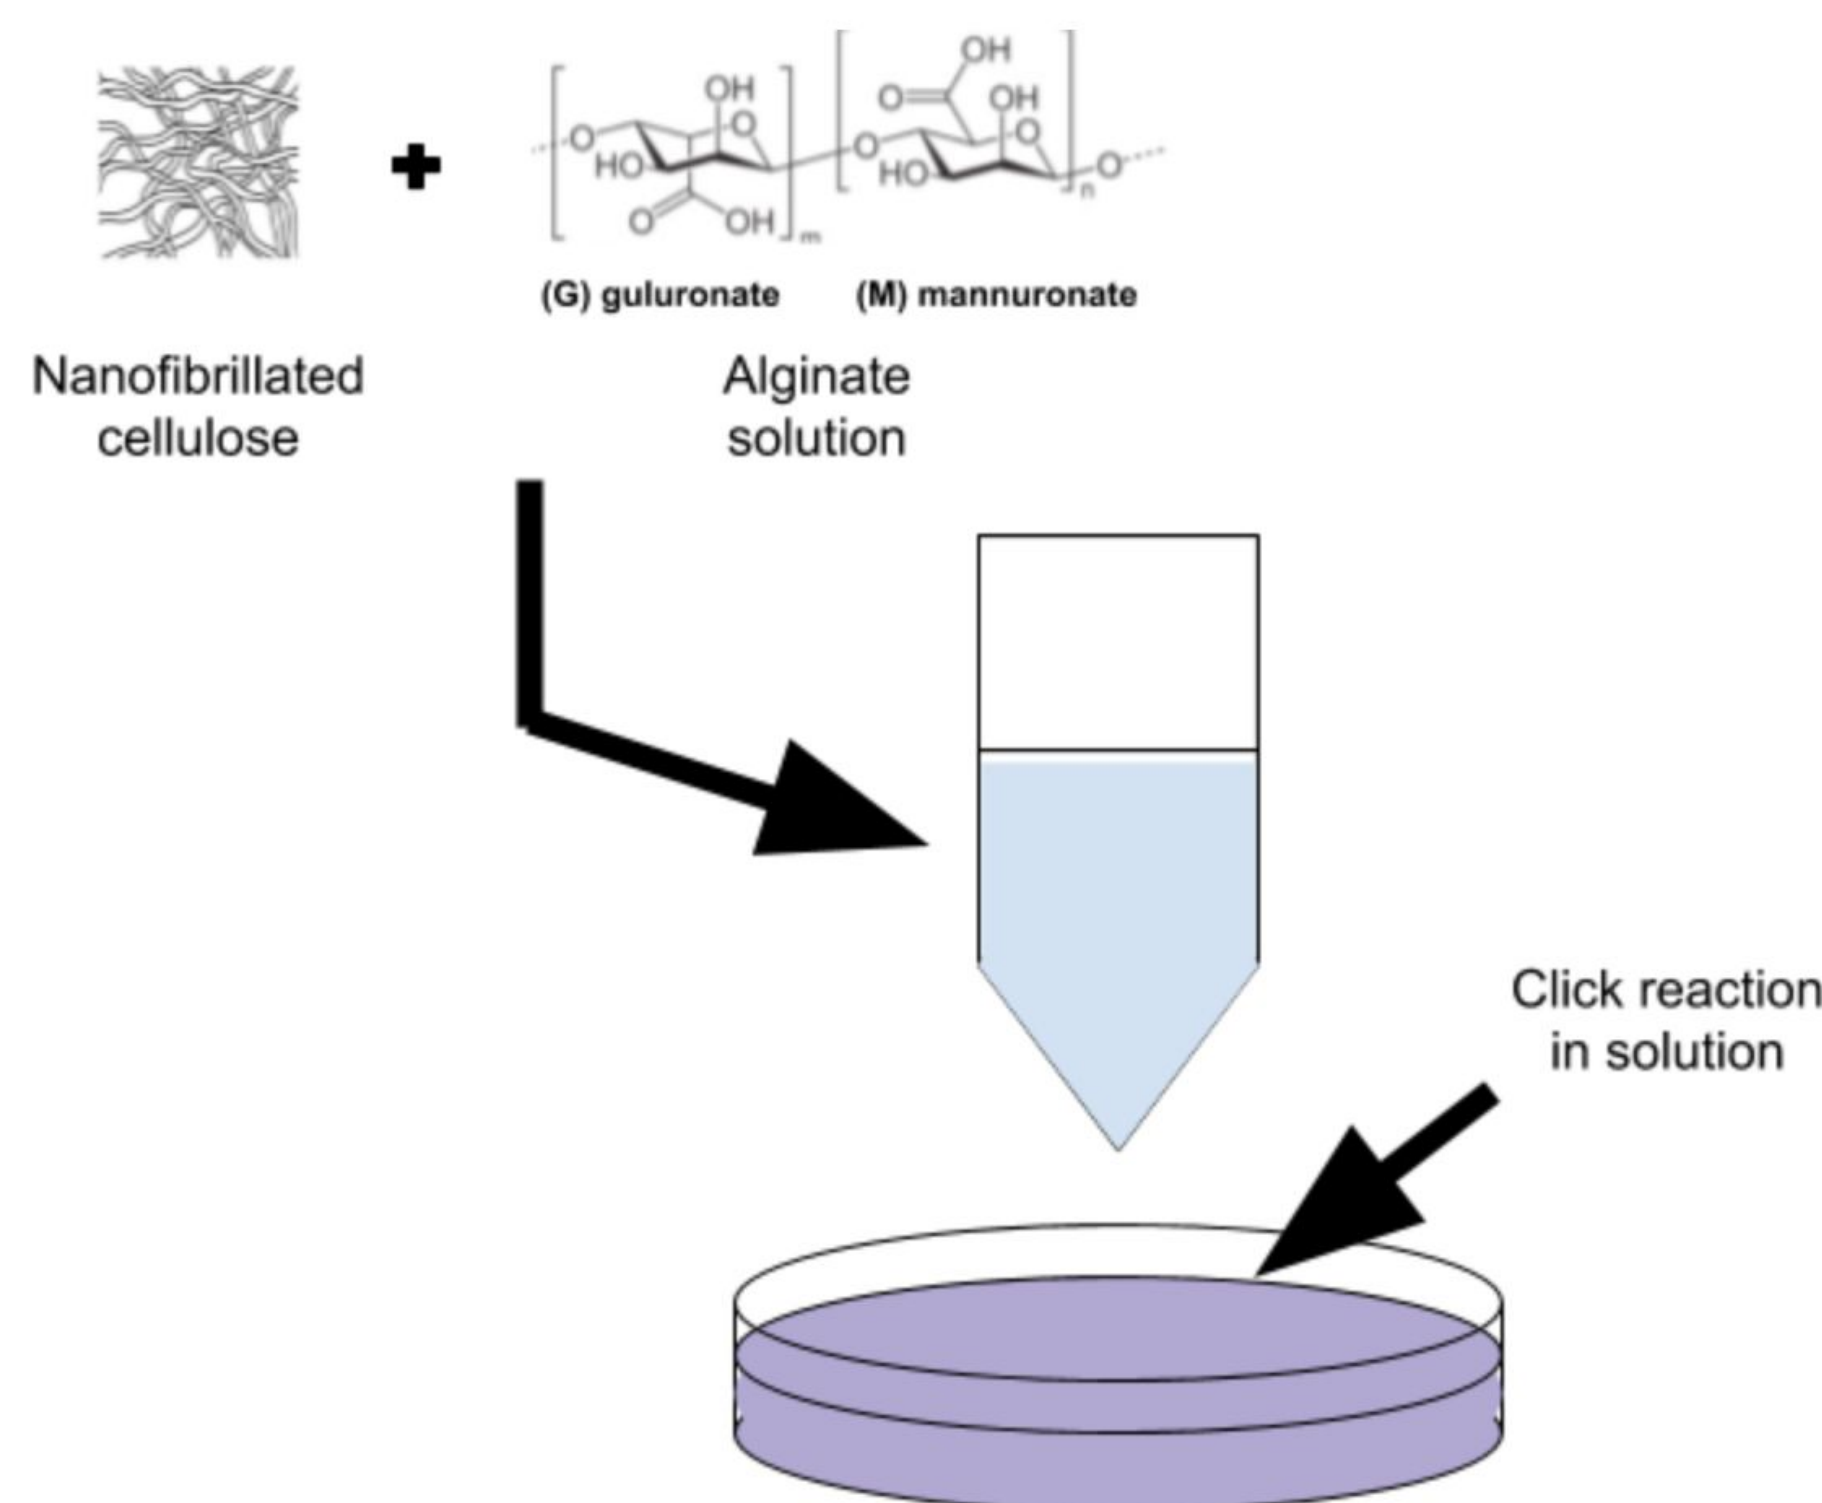 OH
OH
O
OH
OH
O
O
O
HO
O
O
HO
O
OH
n
m
(G) guluronate (M) mannuronate
Nanofibrillated
cellulose
Alginate
solution
Click reaction
in solution